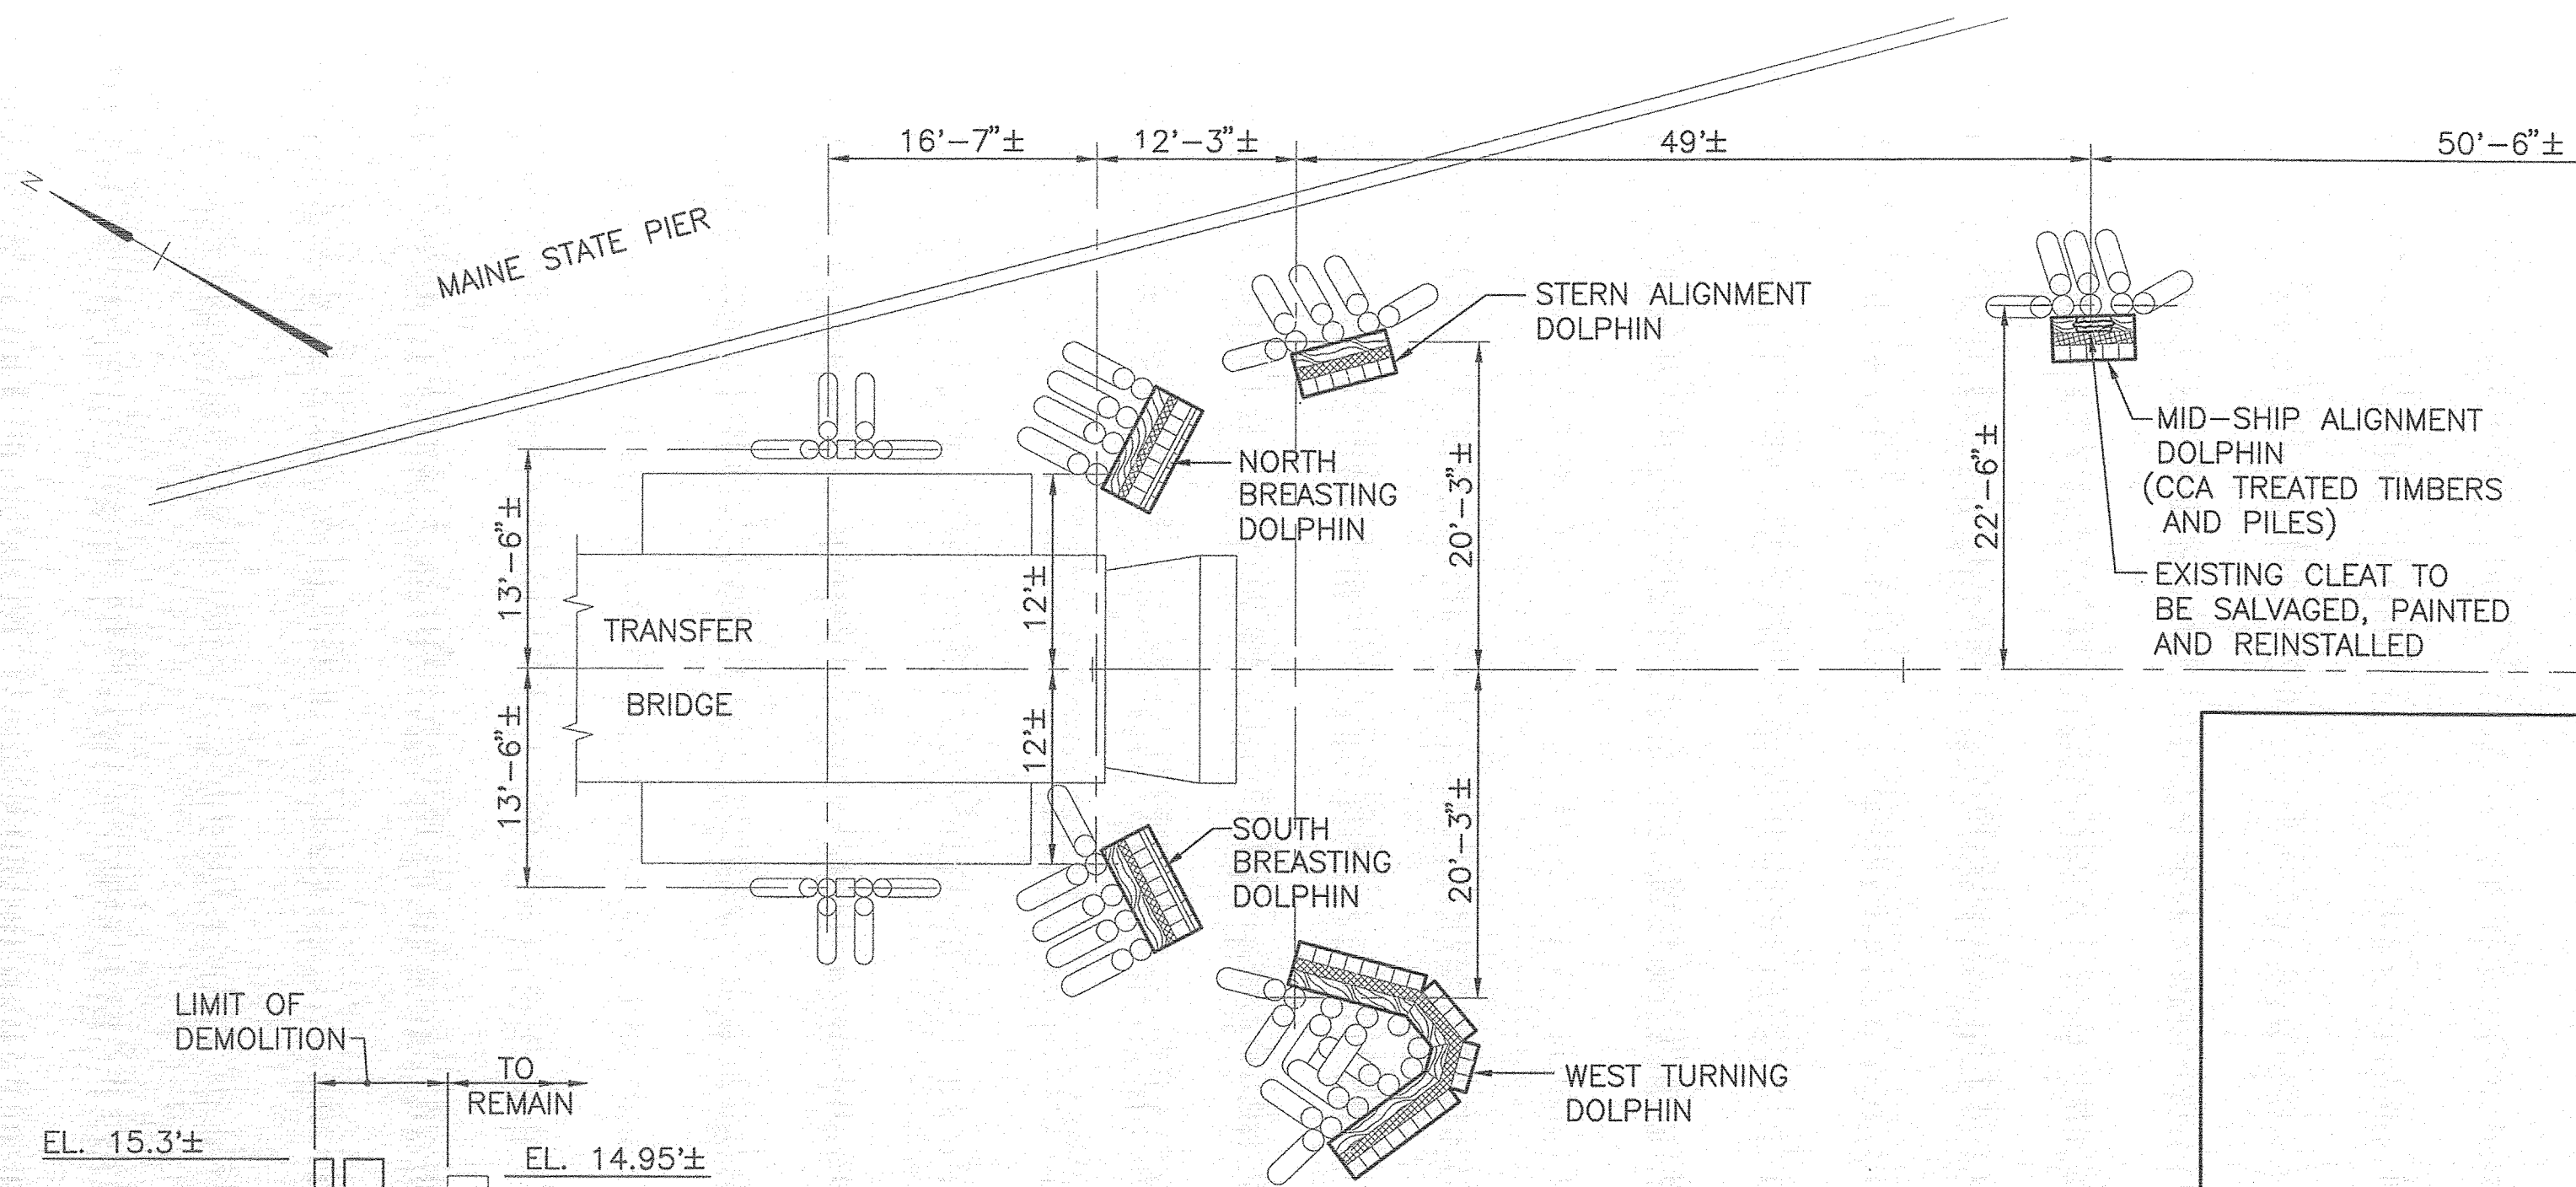 16'-7"±
12'-3"±
49'±
50'-6"±
N
MAINE STATE PIER
STERN ALIGNMENT
DOLPHIN
NORTH
BREASTING
DOLPHIN
MID-SHIP ALIGNMENT
DOLPHIN
(CCA TREATED TIMBERS
AND PILES)
EXISTING CLEAT TO
BE SALVAGED, PAINTED
AND REINSTALLED
13'-6"±
12'±
20'-3"±
22'-6"±
TRANSFER
BRIDGE
13'-6"±
12'±
20'-3"±
SOUTH
BREASTING
DOLPHIN
WEST TURNING
DOLPHIN
LIMIT OF
DEMOLITION
TO
REMAIN
EL. 15.3'±
EL. 14.95'±